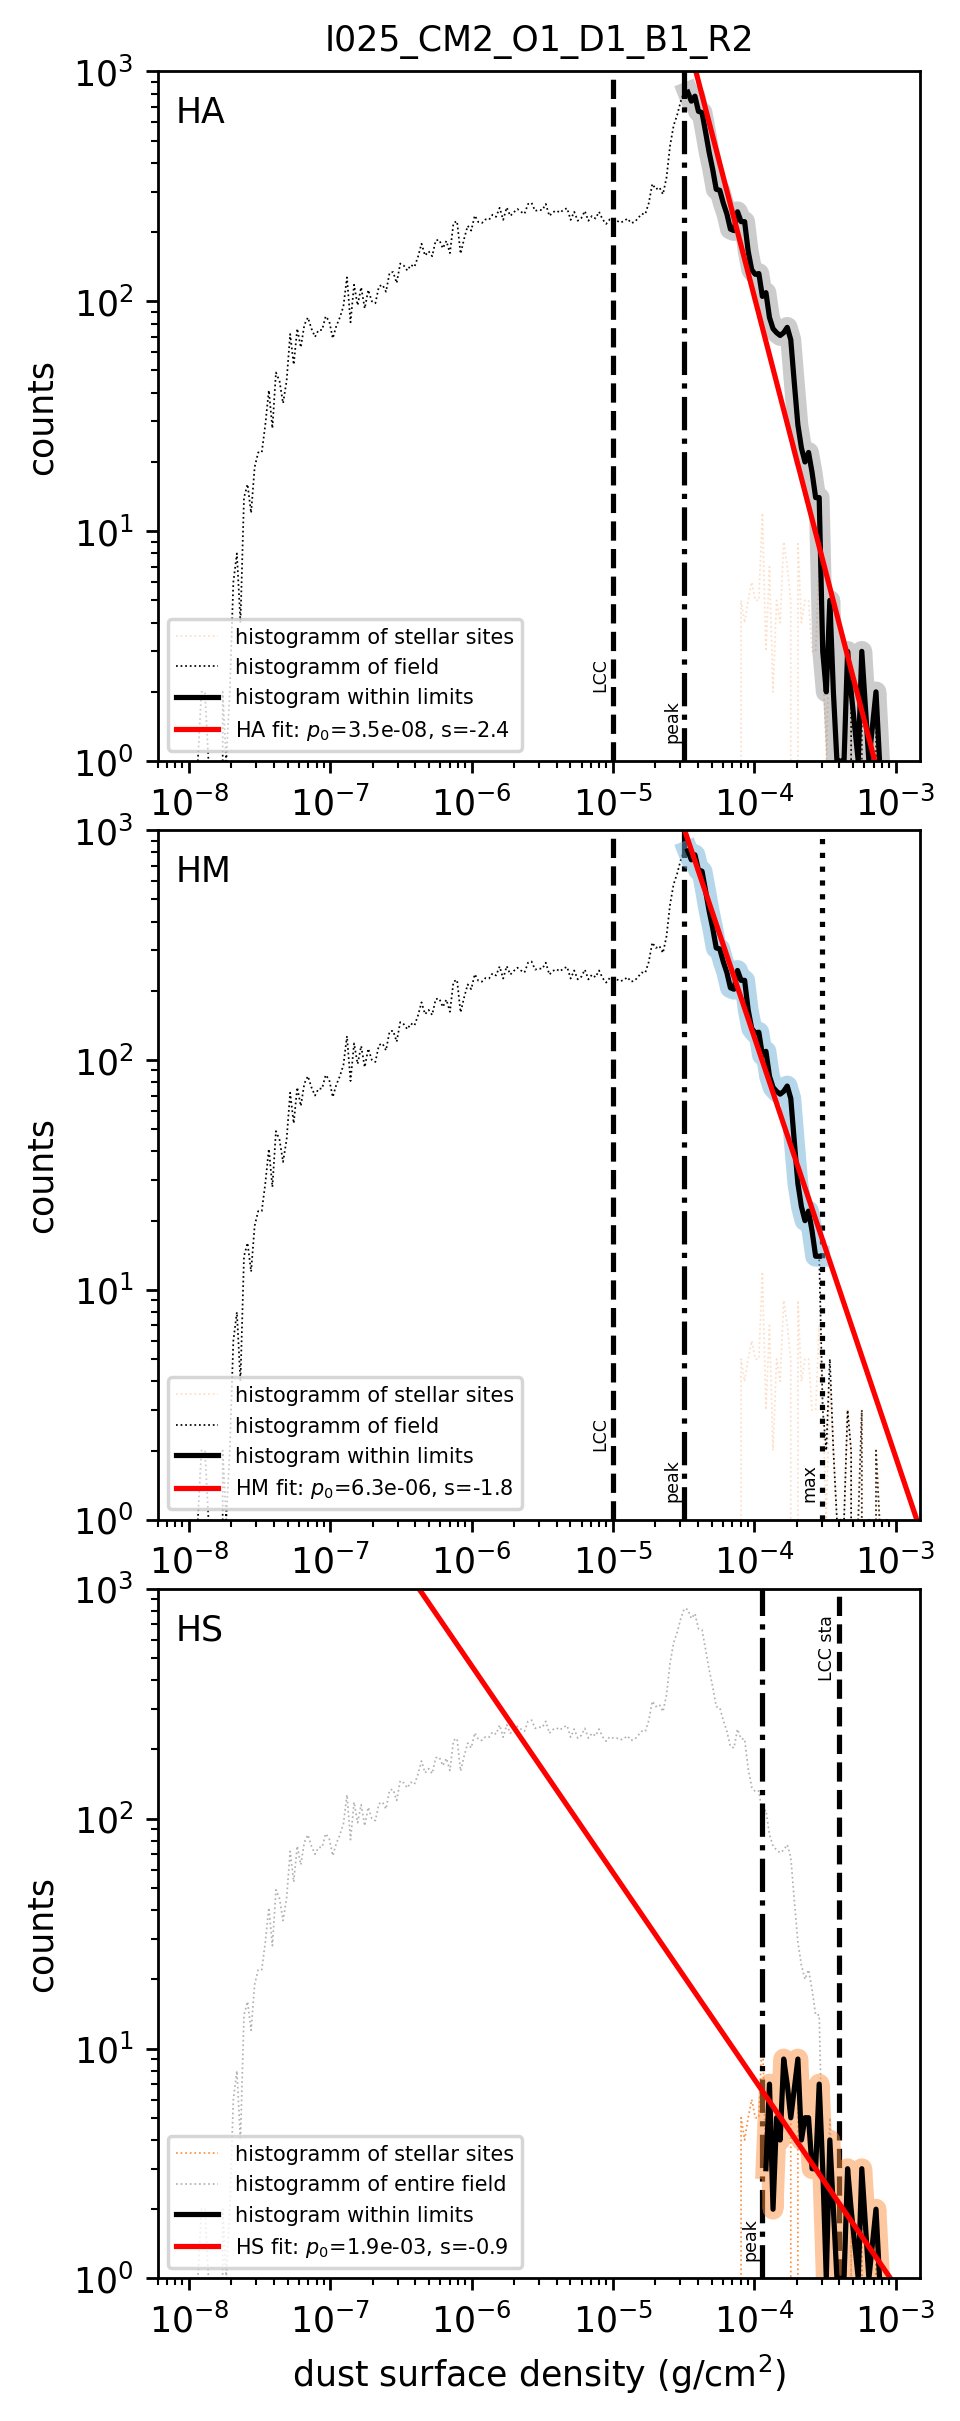 I025_CM2_O1_D1_B1_R2
10³
HA
10²
counts
10¹
LCC
peak
histogramm of stellar sites
histogramm of field
histogram within limits
HA fit: p₀=3.5e-08, s=-2.4
10⁰
10⁻⁸ 10⁻⁷ 10⁻⁶ 10⁻⁵ 10⁻⁴ 10⁻³
10³
HM
10²
counts
10¹
LCC
peak
max
histogramm of stellar sites
histogramm of field
histogram within limits
HM fit: p₀=6.3e-06, s=-1.8
10⁰
10⁻⁸ 10⁻⁷ 10⁻⁶ 10⁻⁵ 10⁻⁴ 10⁻³
10³
HS
LCC sta
10²
counts
10¹
peak
histogramm of stellar sites
histogramm of entire field
histogram within limits
HS fit: p₀=1.9e-03, s=-0.9
10⁰
10⁻⁸ 10⁻⁷ 10⁻⁶ 10⁻⁵ 10⁻⁴ 10⁻³
dust surface density (g/cm²)